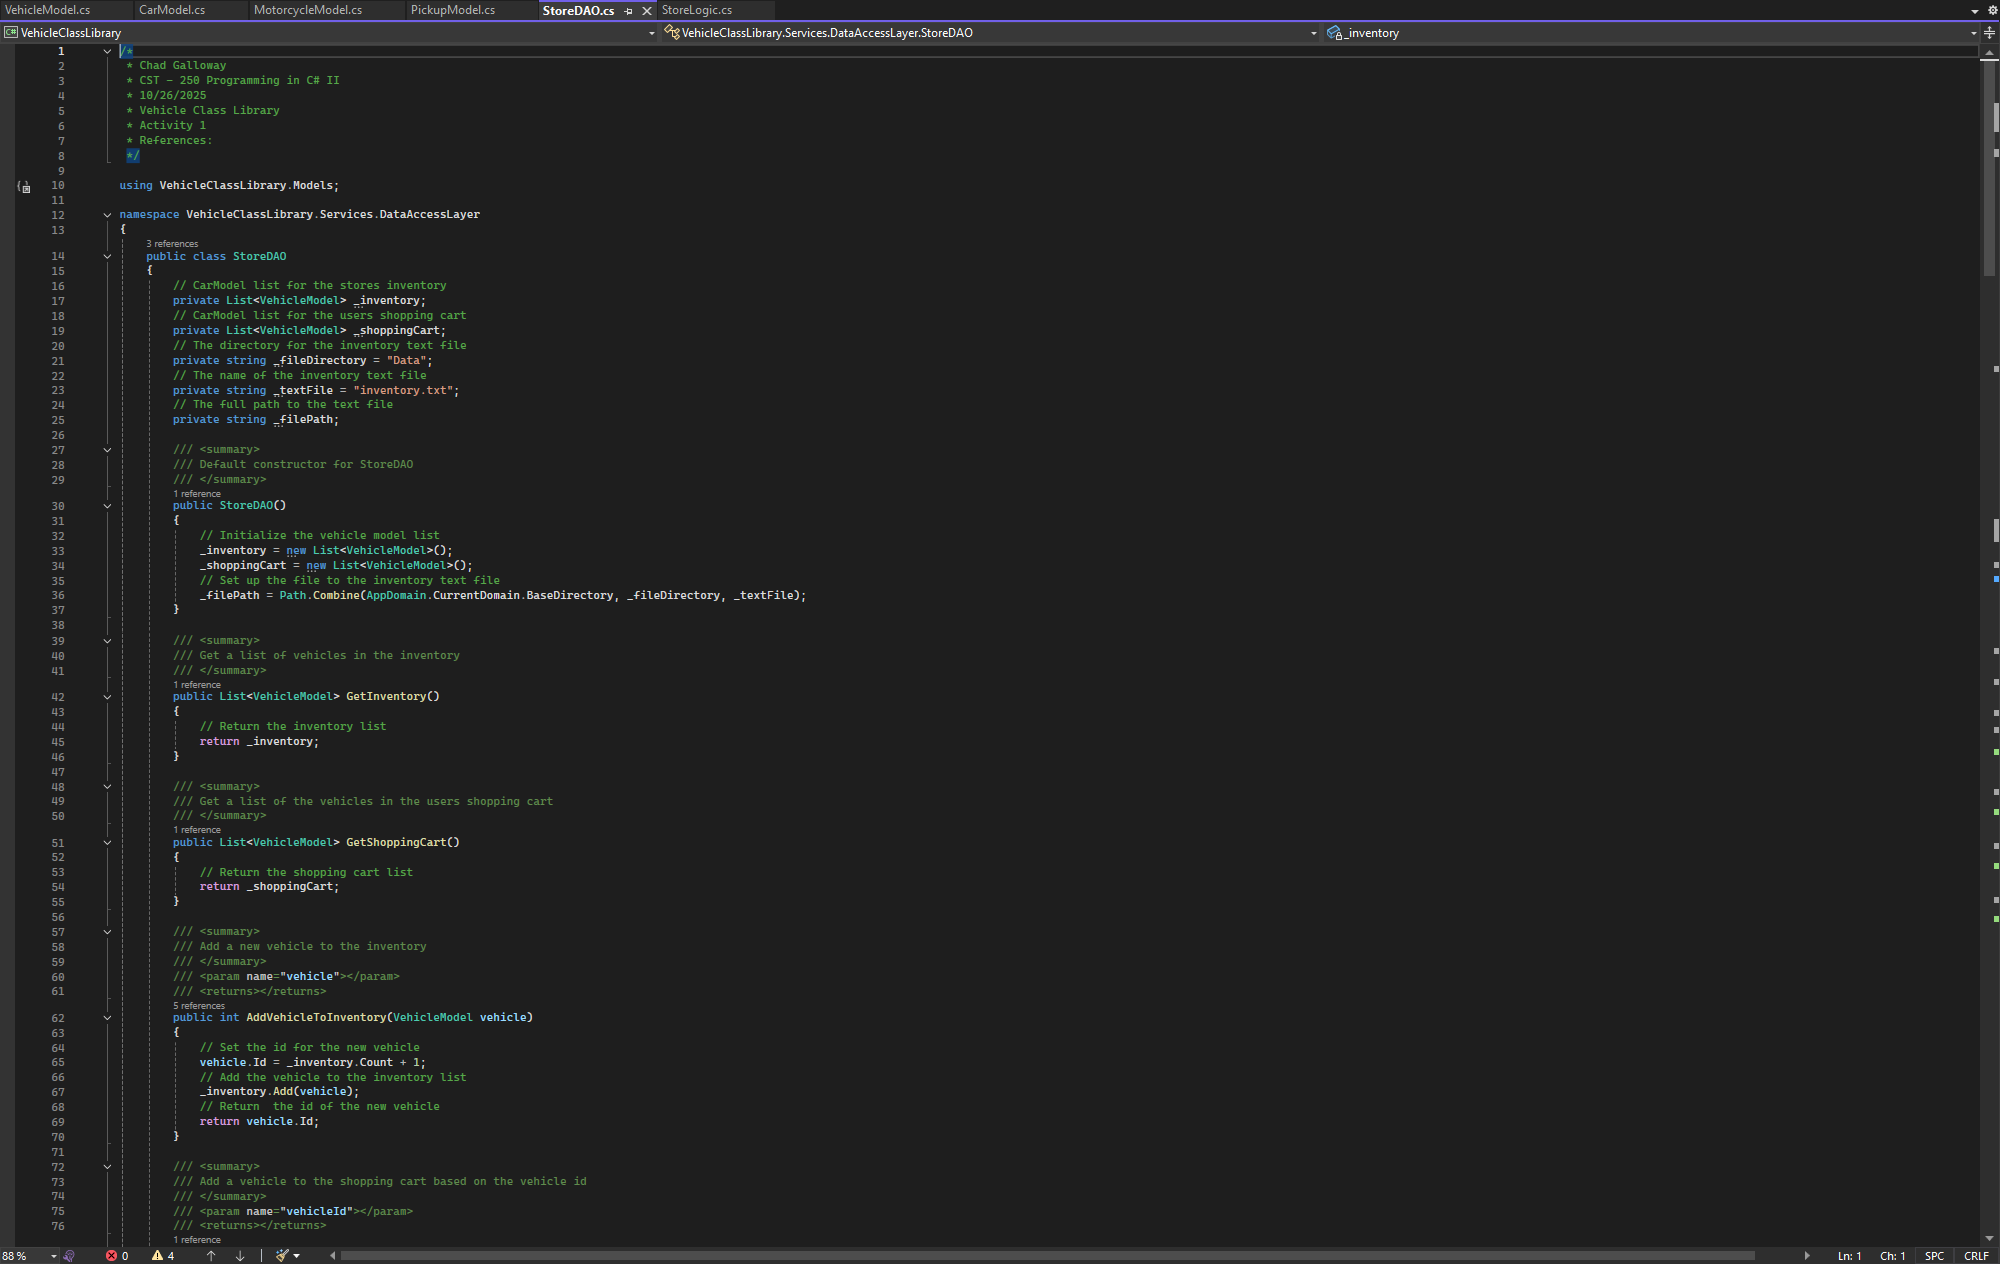 VehicleModel.cs CarModel.cs MotorcycleModel.cs PickupModel.cs StoreDAO.cs StoreLogic.cs
C# VehicleClassLibrary VehicleClassLibrary.Services.DataAccessLayer.StoreDAO _inventory
1 /*
2 * Chad Galloway
3 * CST - 250 Programming in C# II
4 * 10/26/2025
5 * Vehicle Class Library
6 * Activity 1
7 * References:
8 */
9
10 using VehicleClassLibrary.Models;
11
12 namespace VehicleClassLibrary.Services.DataAccessLayer
13 {
3 references
14 public class StoreDAO
15 {
16 // CarModel list for the stores inventory
17 private List<VehicleModel> _inventory;
18 // CarModel list for the users shopping cart
19 private List<VehicleModel> _shoppingCart;
20 // The directory for the inventory text file
21 private string _fileDirectory = "Data";
22 // The name of the inventory text file
23 private string _textFile = "inventory.txt";
24 // The full path to the text file
25 private string _filePath;
26
27 /// <summary>
28 /// Default constructor for StoreDAO
29 /// </summary>
1 reference
30 public StoreDAO()
31 {
32 // Initialize the vehicle model list
33 _inventory = new List<VehicleModel>();
34 _shoppingCart = new List<VehicleModel>();
35 // Set up the file to the inventory text file
36 _filePath = Path.Combine(AppDomain.CurrentDomain.BaseDirectory, _fileDirectory, _textFile);
37 }
38
39 /// <summary>
40 /// Get a list of vehicles in the inventory
41 /// </summary>
1 reference
42 public List<VehicleModel> GetInventory()
43 {
44 // Return the inventory list
45 return _inventory;
46 }
47
48 /// <summary>
49 /// Get a list of the vehicles in the users shopping cart
50 /// </summary>
1 reference
51 public List<VehicleModel> GetShoppingCart()
52 {
53 // Return the shopping cart list
54 return _shoppingCart;
55 }
56
57 /// <summary>
58 /// Add a new vehicle to the inventory
59 /// </summary>
60 /// <param name="vehicle"></param>
61 /// <returns></returns>
5 references
62 public int AddVehicleToInventory(VehicleModel vehicle)
63 {
64 // Set the id for the new vehicle
65 vehicle.Id = _inventory.Count + 1;
66 // Add the vehicle to the inventory list
67 _inventory.Add(vehicle);
68 // Return  the id of the new vehicle
69 return vehicle.Id;
70 }
71
72 /// <summary>
73 /// Add a vehicle to the shopping cart based on the vehicle id
74 /// </summary>
75 /// <param name="vehicleId"></param>
76 /// <returns></returns>
1 reference
88 % 0 4 Ln: 1 Ch: 1 SPC CRLF